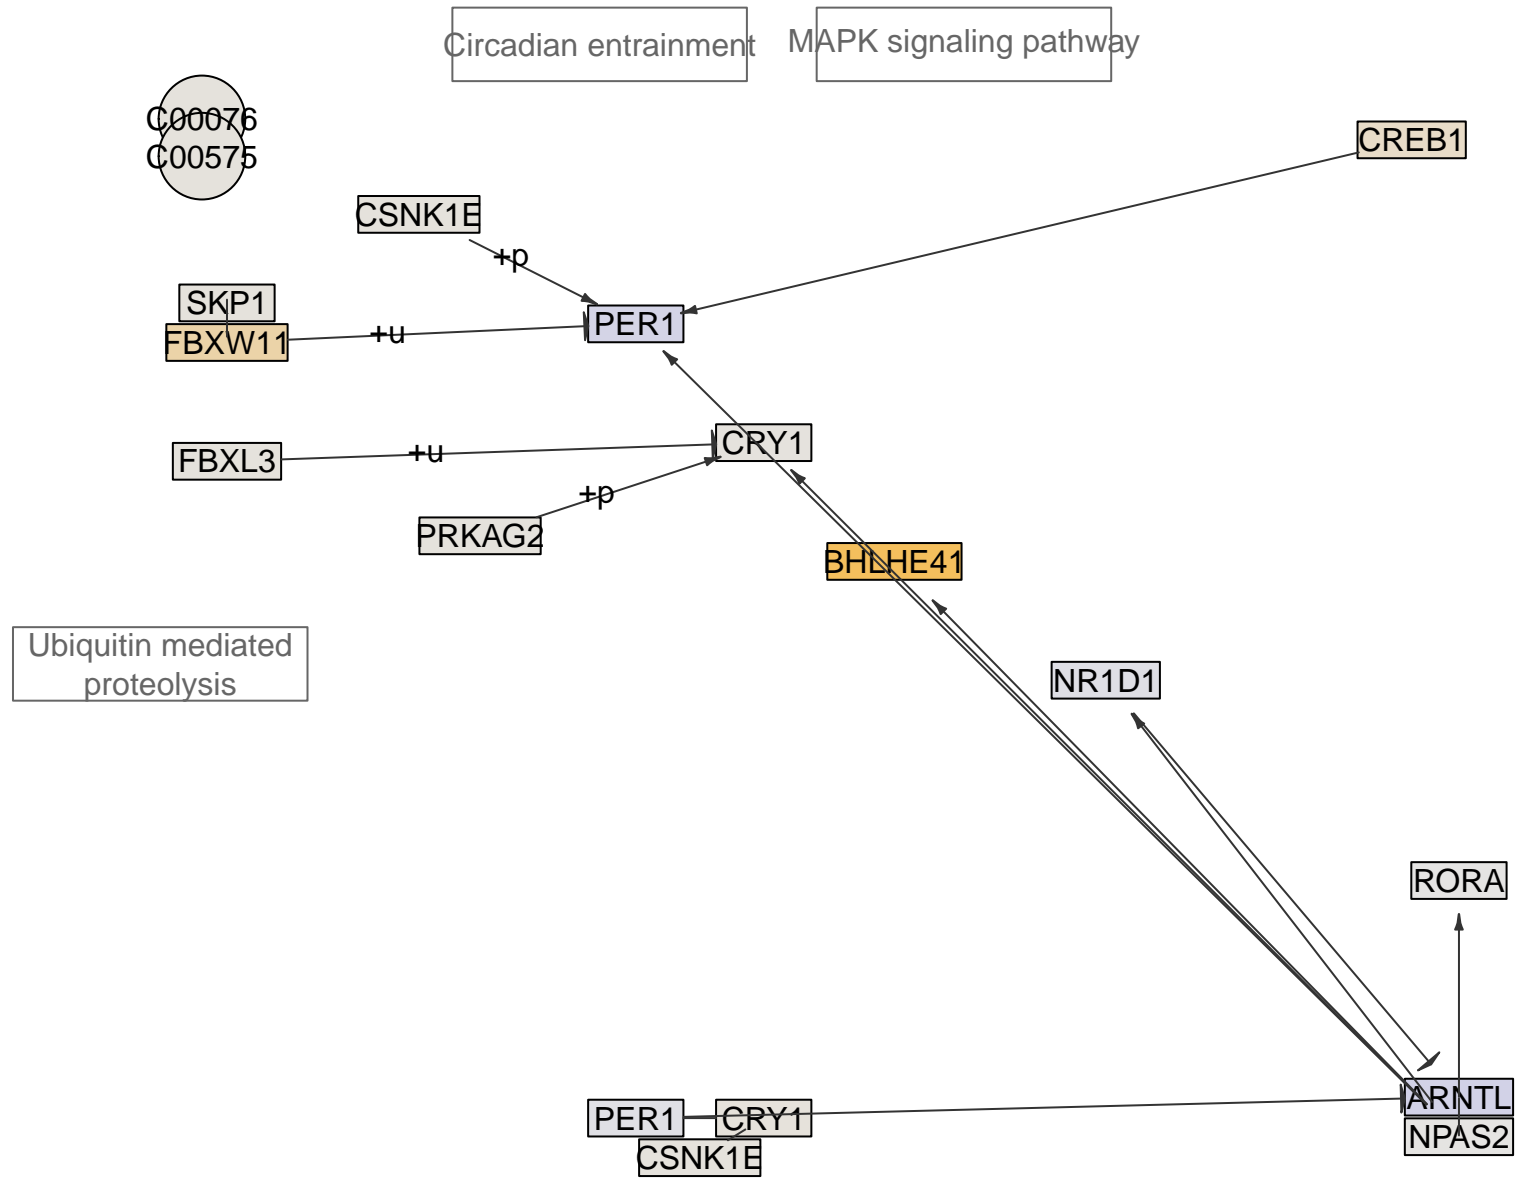 Circadian entrainment
MAPK signaling pathway
C00076
C00575
CREB1
CSNK1E
+p
SKP1
FBXW11
+u
PER1
FBXL3
+u
CRY1
+p
PRKAG2
BHLHE41
Ubiquitin mediated
proteolysis
NR1D1
RORA
PER1
CRY1
CSNK1E
ARNTL
NPAS2